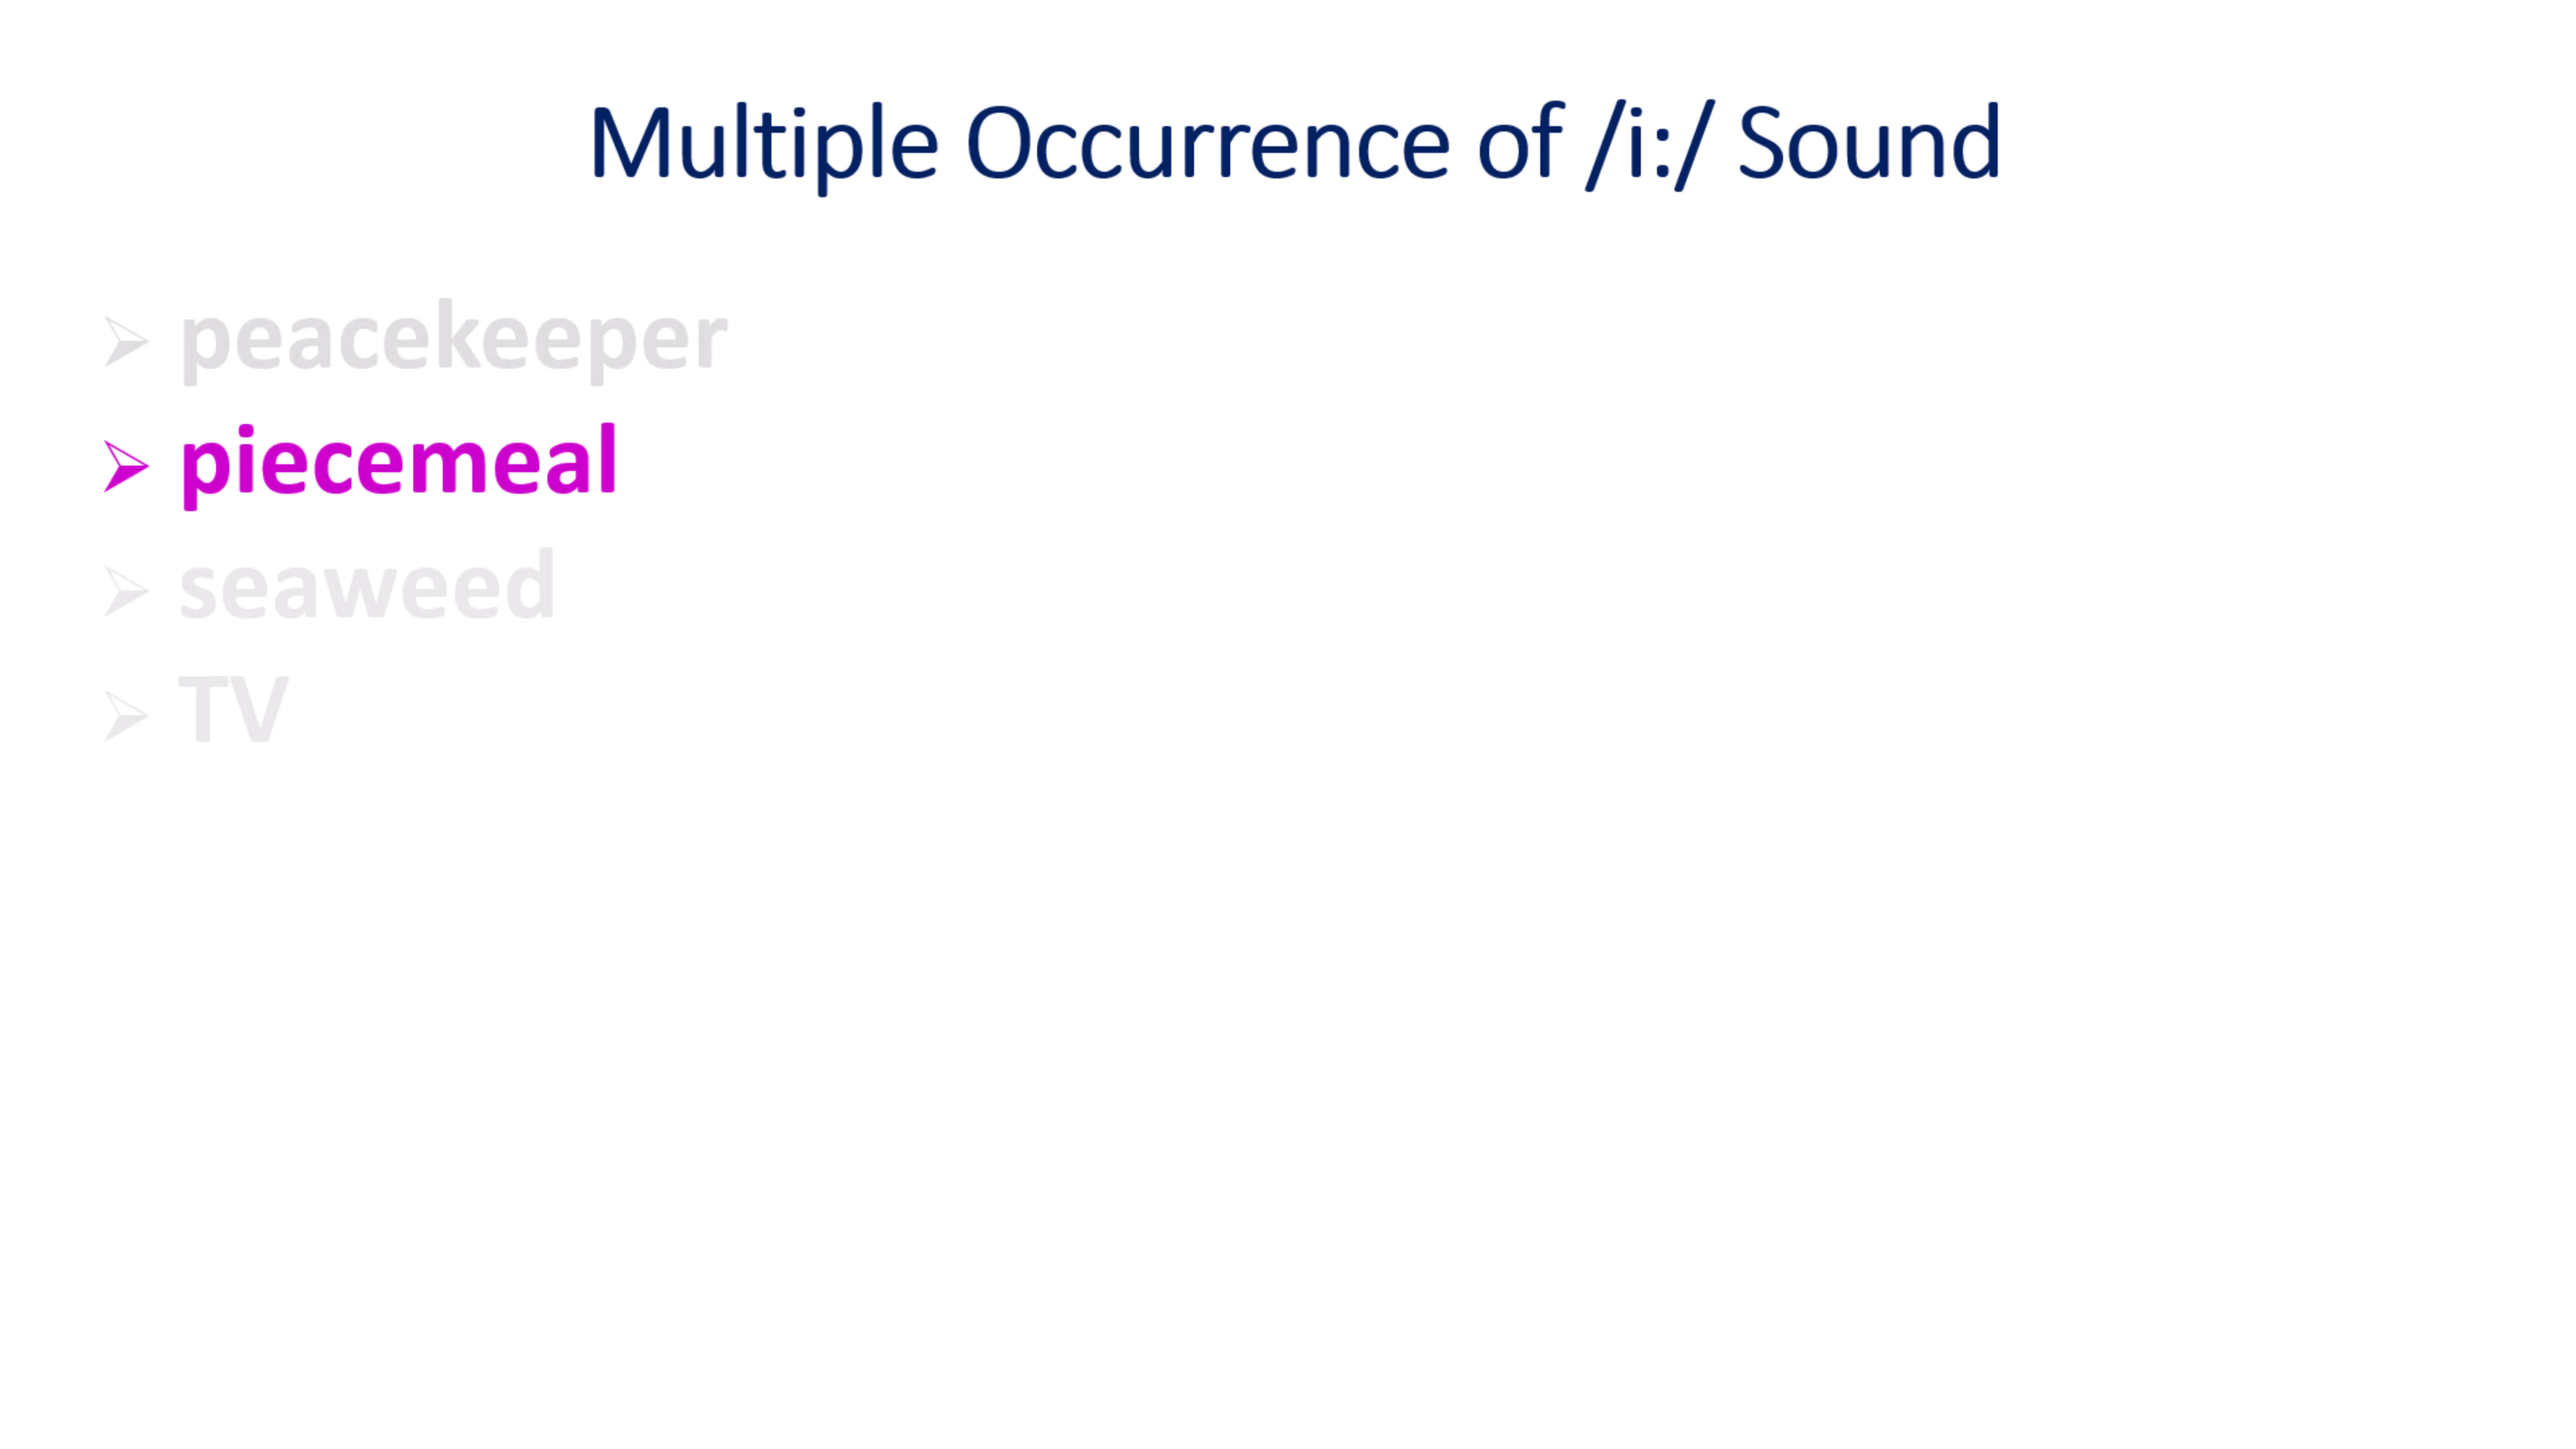 Multiple Occurrence of /i:/ Sound
➢ peacekeeper
➢ piecemeal
➢ seaweed
➢ TV